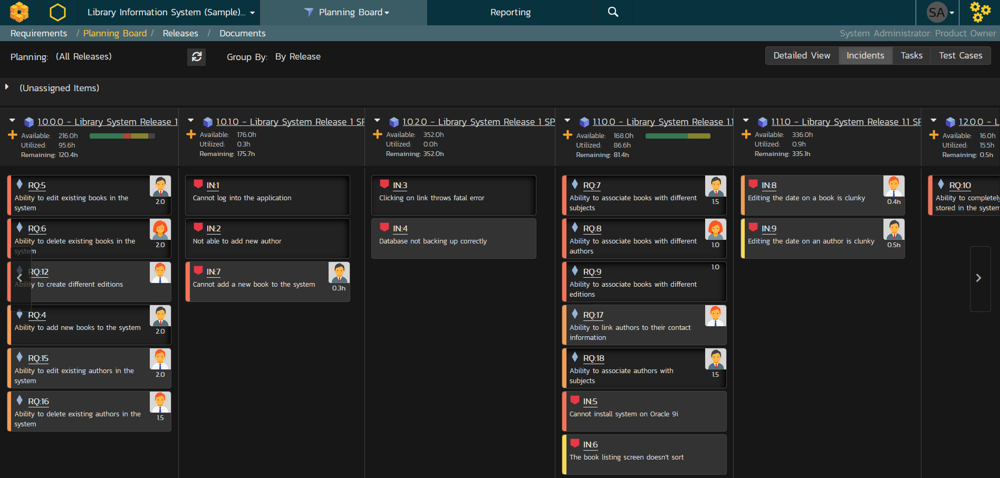 Library Information System (Sample)...
Planning Board
Reporting
SA
Requirements / Planning Board / Releases / Documents
System Administrator: Product Owner
Planning: (All Releases)
Group By: By Release
Detailed View
Incidents
Tasks
Test Cases
(Unassigned Items)
1.0.0.0 - Library System Release 1
Available: 216.0h
Utilized: 95.6h
Remaining: 120.4h
RQ:5
Ability to edit existing books in the
system
2.0
RQ:6
Ability to delete existing books in the
system
2.0
RQ:12
Ability to create different editions
RQ:4
Ability to add new books to the system
2.0
RQ:15
Ability to edit existing authors in the
system
2.0
RQ:16
Ability to delete existing authors in the
system
1.5
1.0.1.0 - Library System Release 1 SP
Available: 176.0h
Utilized: 0.3h
Remaining: 175.7h
IN:1
Cannot log into the application
IN:2
Not able to add new author
IN:7
Cannot add a new book to the system
0.3h
1.0.2.0 - Library System Release 1 SP
Available: 352.0h
Utilized: 0.0h
Remaining: 352.0h
IN:3
Clicking on link throws fatal error
IN:4
Database not backing up correctly
1.1.0.0 - Library System Release 1.1
Available: 168.0h
Utilized: 86.6h
Remaining: 81.4h
RQ:7
Ability to associate books with different
subjects
1.5
RQ:8
Ability to associate books with different
authors
1.0
RQ:9
Ability to associate books with different
editions
1.0
RQ:17
Ability to link authors to their contact
information
RQ:18
Ability to associate authors with
subjects
1.5
IN:5
Cannot install system on Oracle 9i
IN:6
The book listing screen doesn't sort
1.1.1.0 - Library System Release 1.1 SP
Available: 336.0h
Utilized: 0.9h
Remaining: 335.1h
IN:8
Editing the date on a book is clunky
0.4h
IN:9
Editing the date on an author is clunky
0.5h
1.2.0.0 - L
Available: 16.0h
Utilized: 15.5h
Remaining: 0.5h
RQ:10
Ability to completely
stored in the system